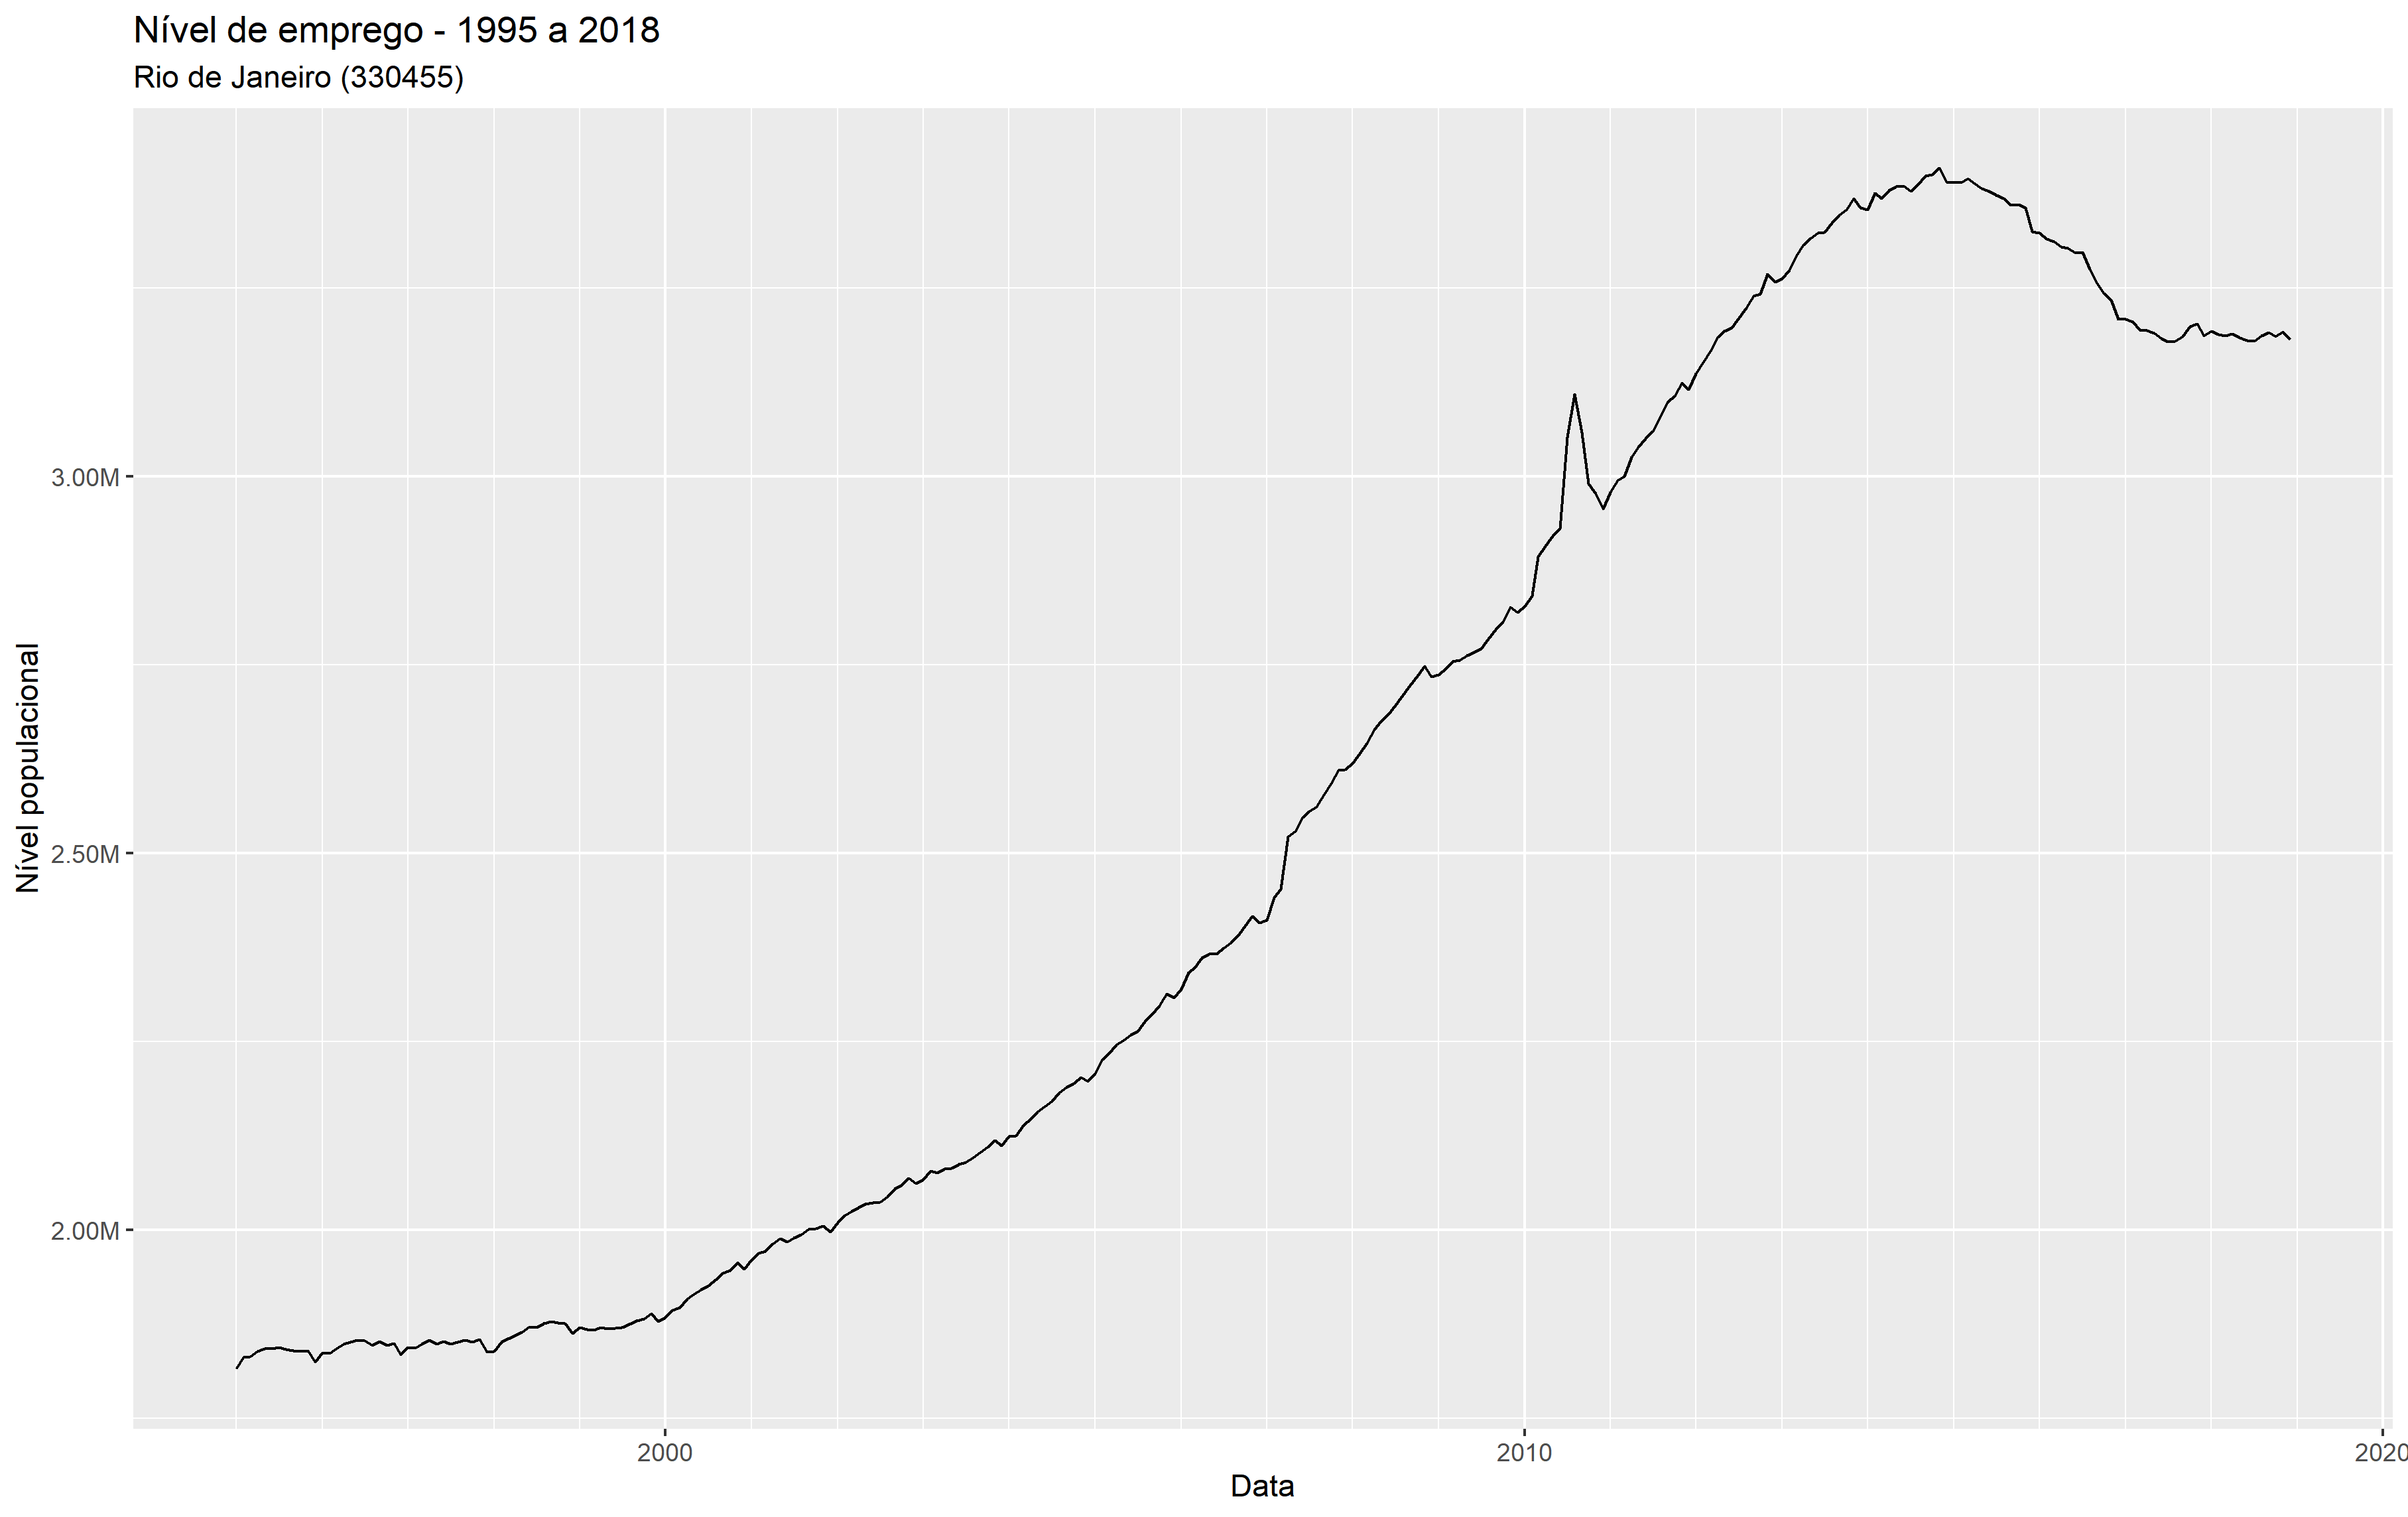 Nível de emprego - 1995 a 2018
Rio de Janeiro (330455)
Nível populacional
3.00M
2.50M
2.00M
2000
2010
2020
Data